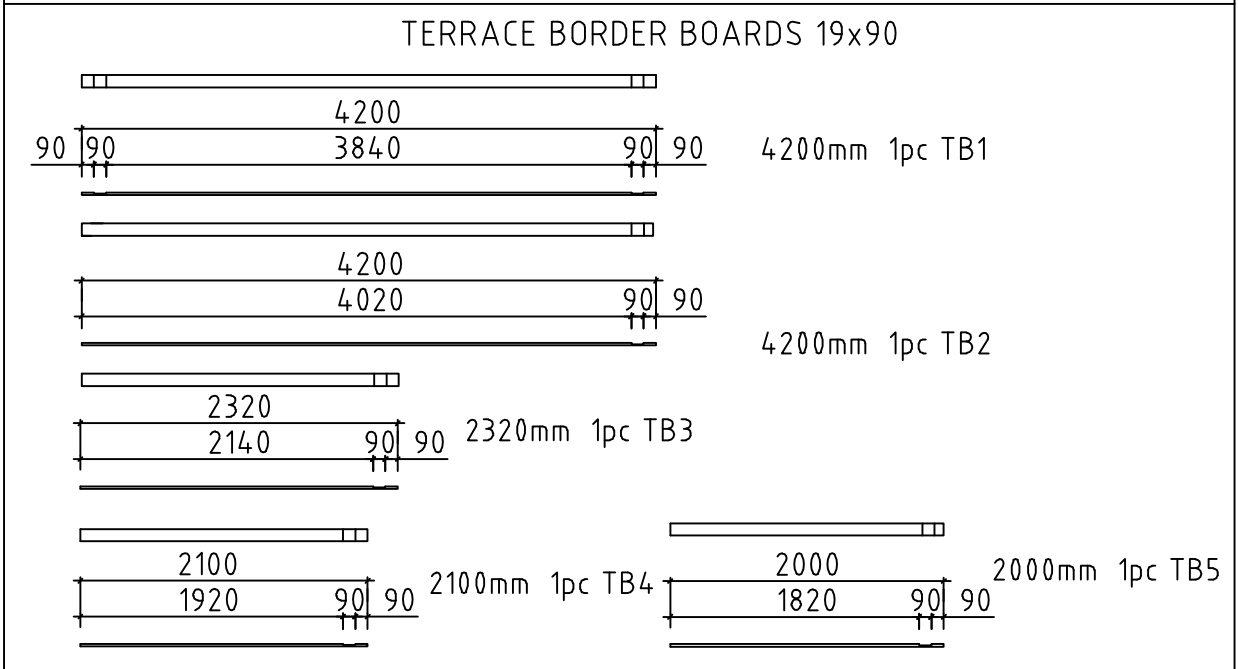 TERRACE BORDER BOARDS 19x90
4200
90 90 3840 90 90
4200mm 1pc TB1
4200
4020 90 90
4200mm 1pc TB2
2320
2140 90 90
2320mm 1pc TB3
2100
1920 90 90
2100mm 1pc TB4
2000
1820 90 90
2000mm 1pc TB5